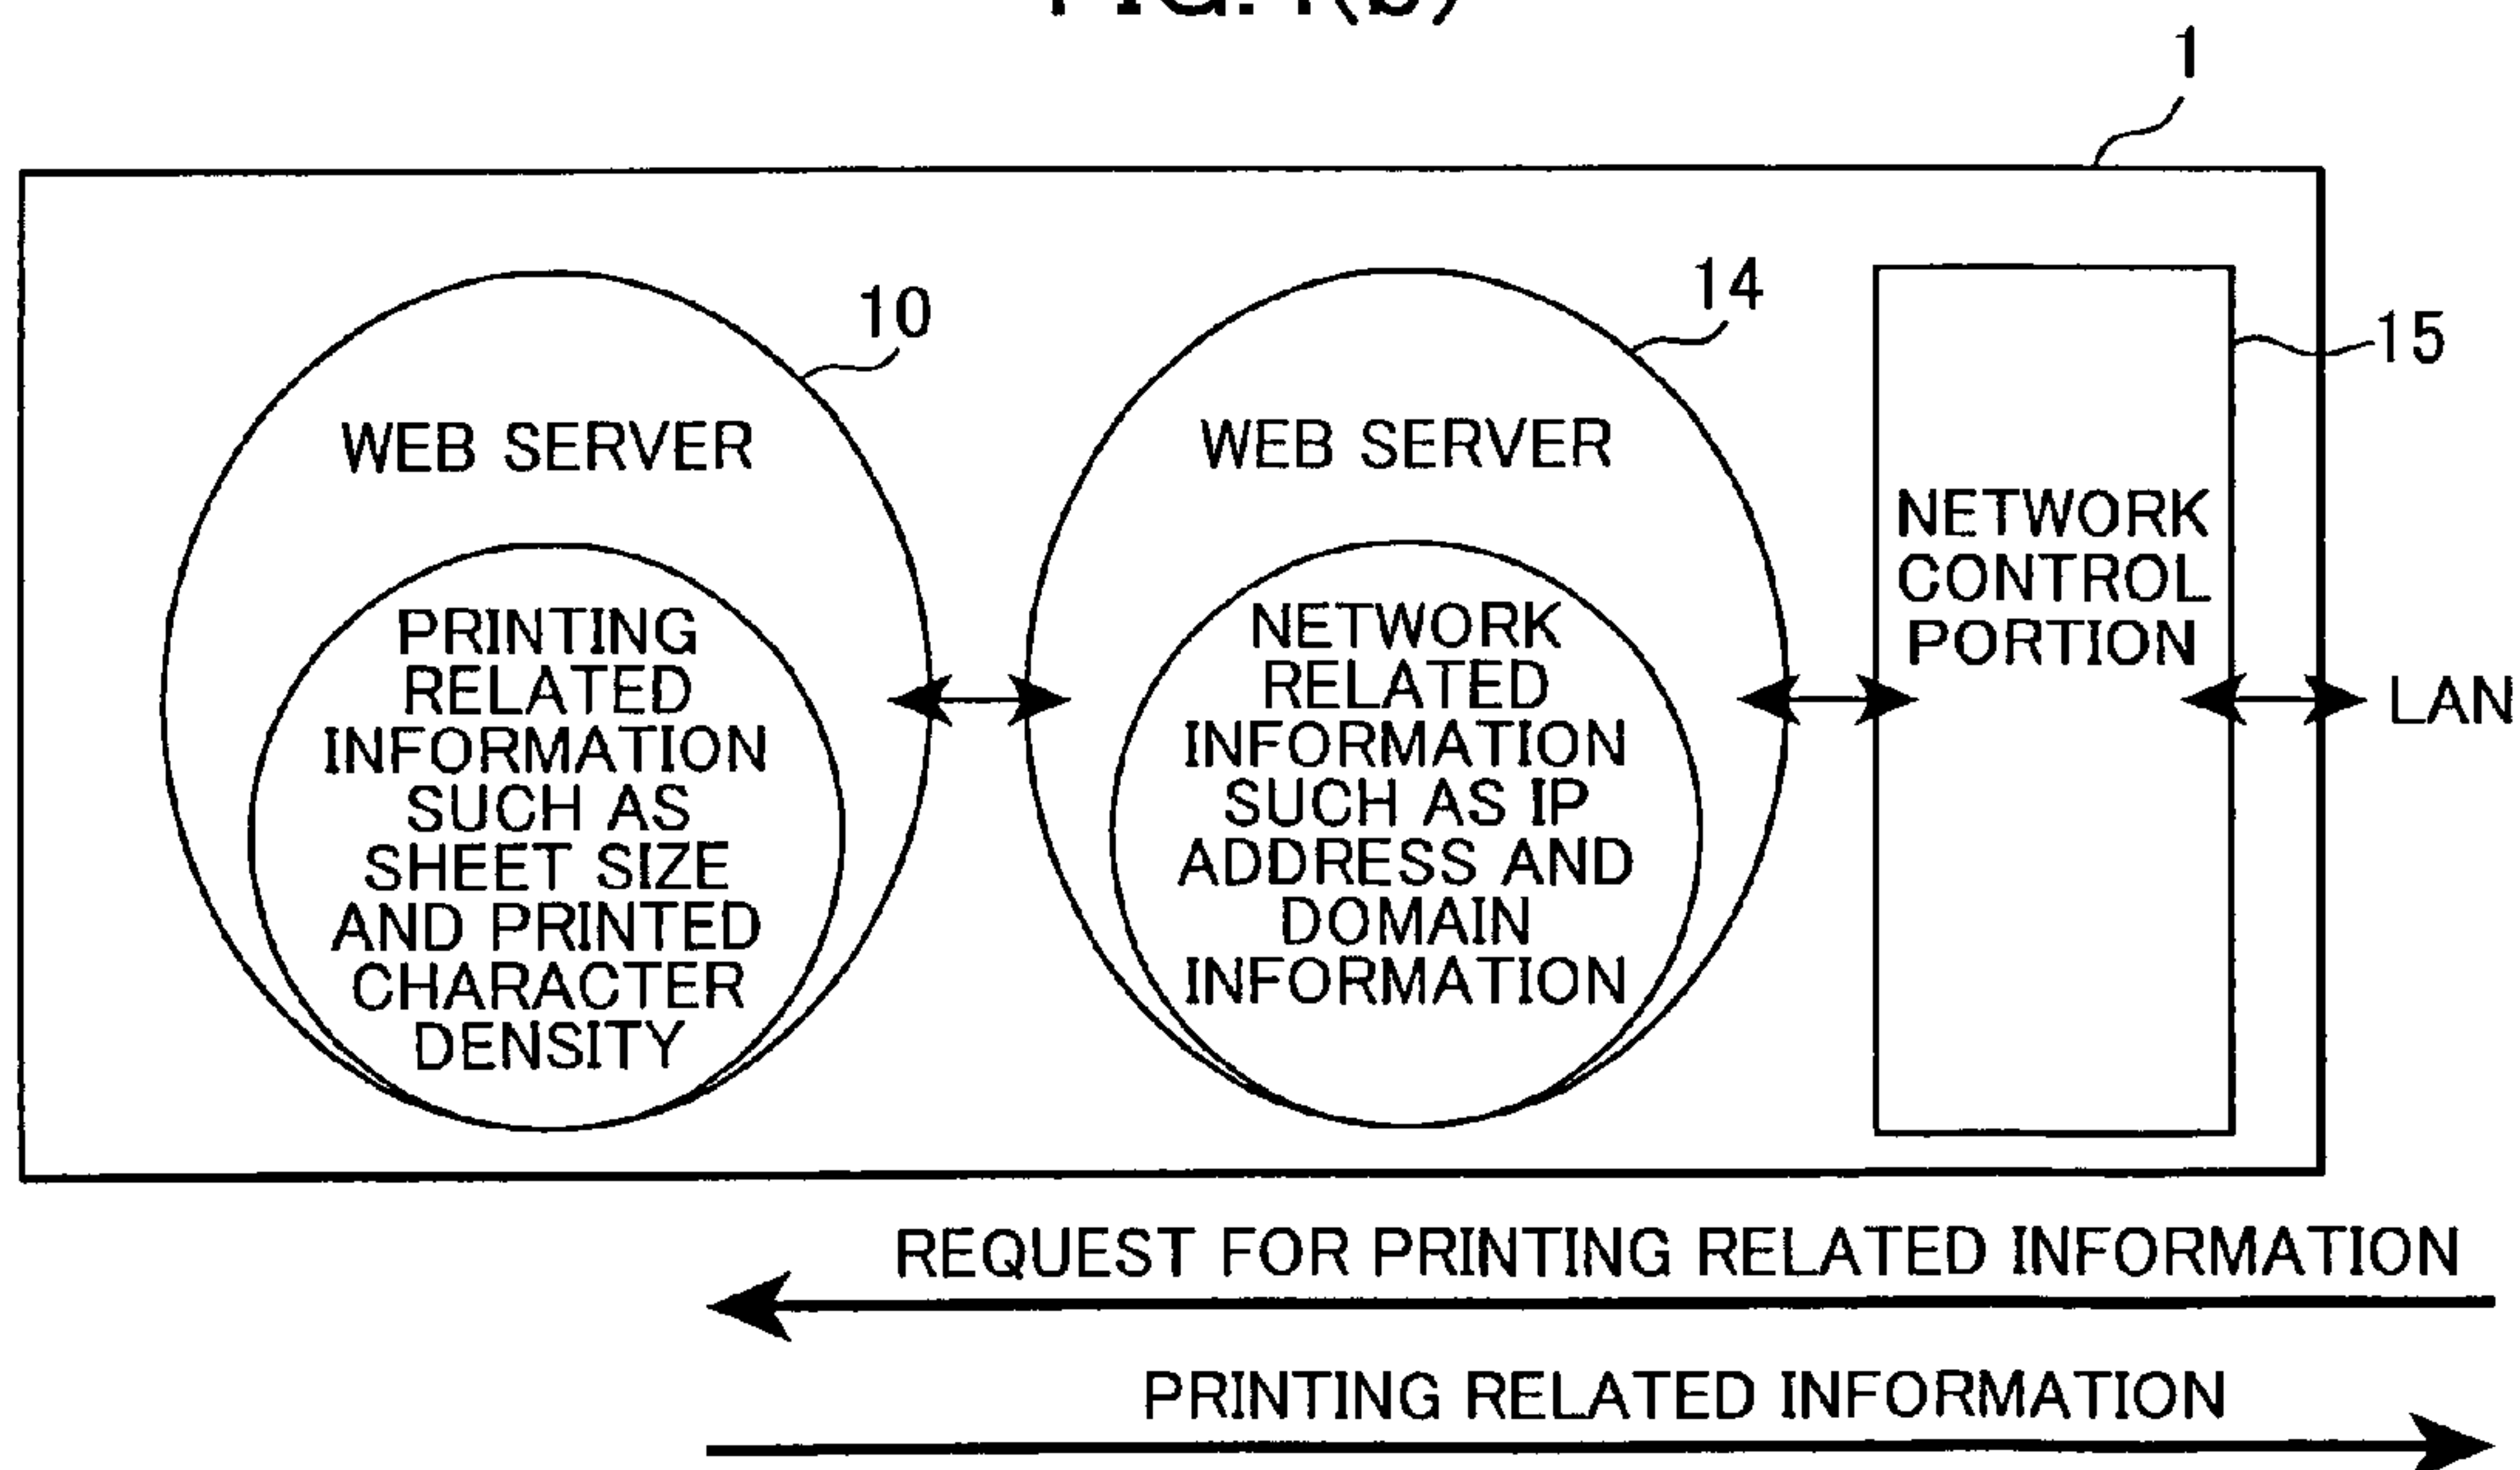 FIG.1(b)
1
10
14
15
WEB SERVER
PRINTING
RELATED
INFORMATION
SUCH AS
SHEET SIZE
AND PRINTED
CHARACTER
DENSITY
WEB SERVER
NETWORK
RELATED
INFORMATION
SUCH AS IP
ADDRESS AND
DOMAIN
INFORMATION
NETWORK
CONTROL
PORTION
LAN
REQUEST FOR PRINTING RELATED INFORMATION
PRINTING RELATED INFORMATION